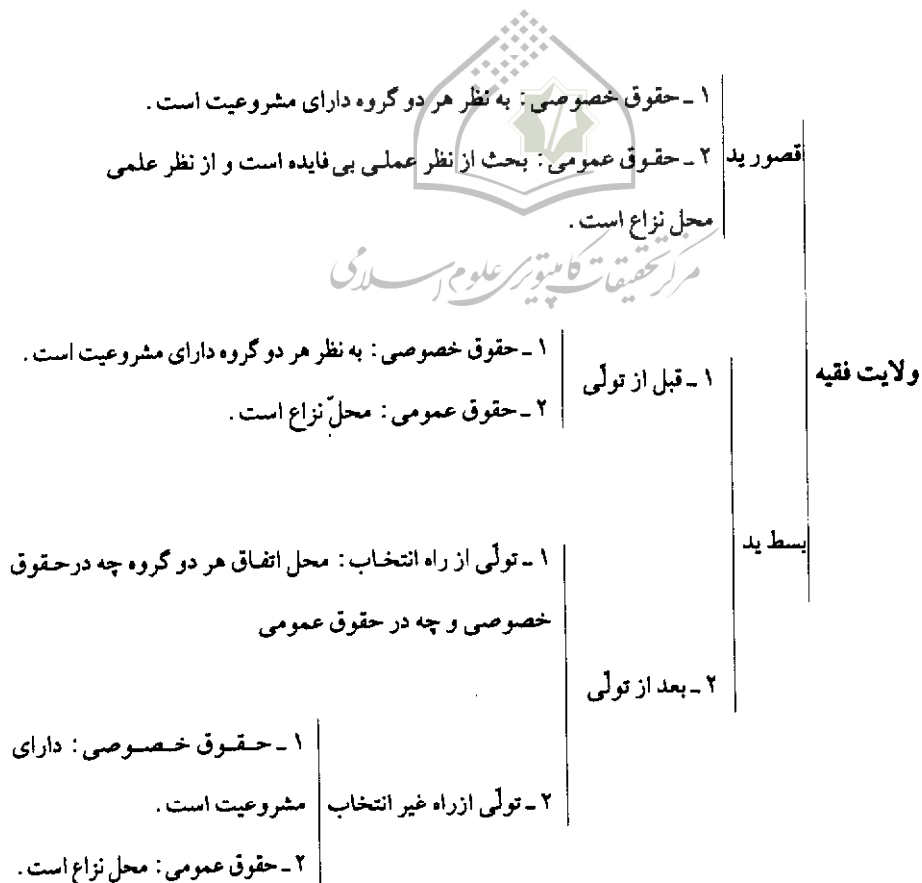 ۱ ـ حقوق خصوصی : به نظر هر دو گروه دارای مشروعیت است .
قصور ید
۲ ـ حقوق عمومی : بحث از نظر عملی بی فایده است و از نظر علمی
محل نزاع است .
مرکز تحقیقات کامپیوتری علوم اسلامی
ولایت فقیه
۱ ـ قبل از تولّی
۱ ـ حقوق خصوصی : به نظر هر دو گروه دارای مشروعیت است .
۲ ـ حقوق عمومی : محلّ نزاع است .
بسط ید
۱ ـ تولّی از راه انتخاب : محل اتفاق هر دو گروه چه درحقوق
خصوصی و چه در حقوق عمومی
۲ ـ بعد از تولّی
۱ ـ حقوق خصوصی : دارای
۲ ـ تولّی ازراه غیر انتخاب
مشروعیت است .
۲ ـ حقوق عمومی : محل نزاع است .